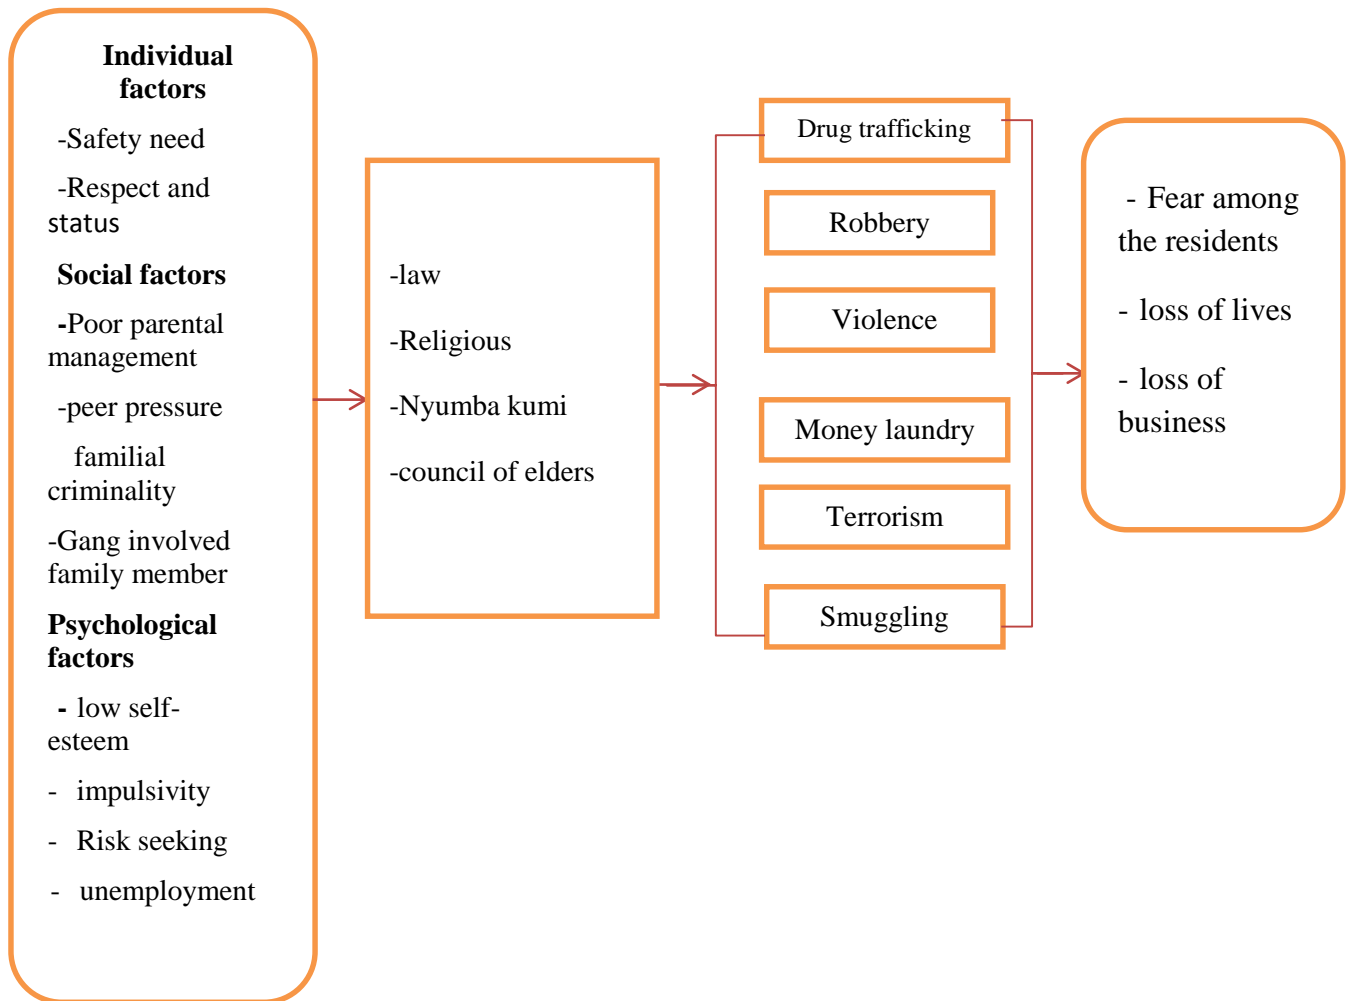 Individual
factors
-Safety need
-Respect and
status
Social factors
-Poor parental
management
-peer pressure
familial
criminality
-Gang involved
family member
Psychological
factors
- low self-
esteem
- impulsivity
- Risk seeking
- unemployment
-law
-Religious
-Nyumba kumi
-council of elders
Drug trafficking
Robbery
Violence
Money laundry
Terrorism
Smuggling
- Fear among
the residents
- loss of lives
- loss of
business